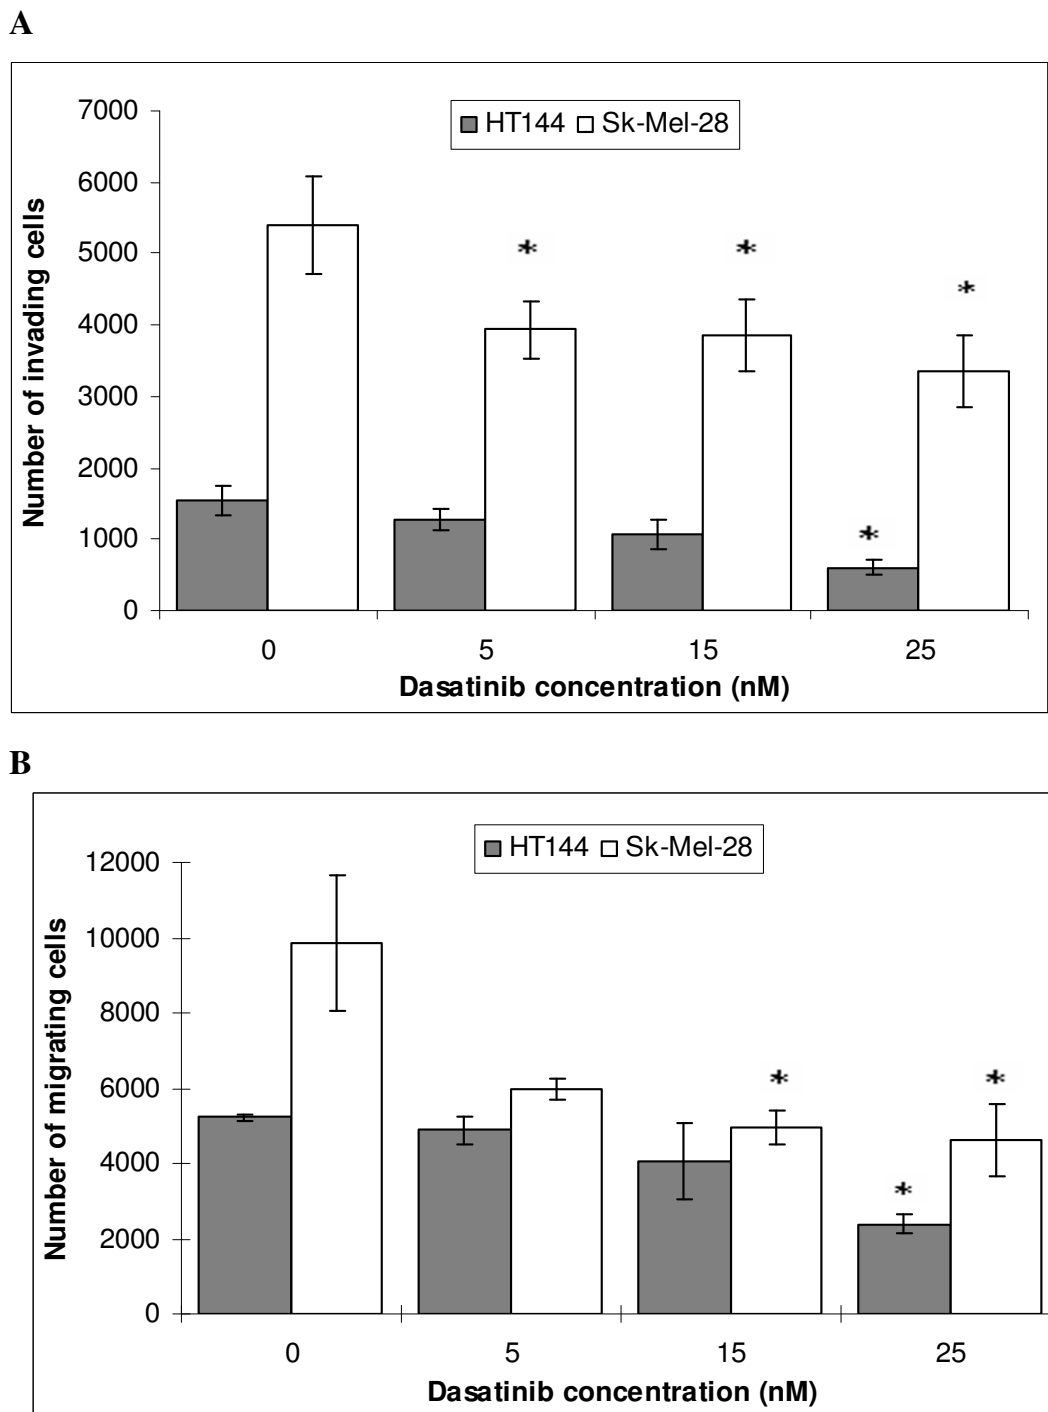 A
7000
HT144 Sk-Mel-28
6000
5000
*
*
*
4000
3000
2000
1000
*
0
0 5 15 25
Number of invading cells
Dasatinib concentration (nM)
B
HT144 Sk-Mel-28
12000
10000
8000
6000
*
*
4000
*
2000
0
0 5 15 25
Number of migrating cells
Dasatinib concentration (nM)